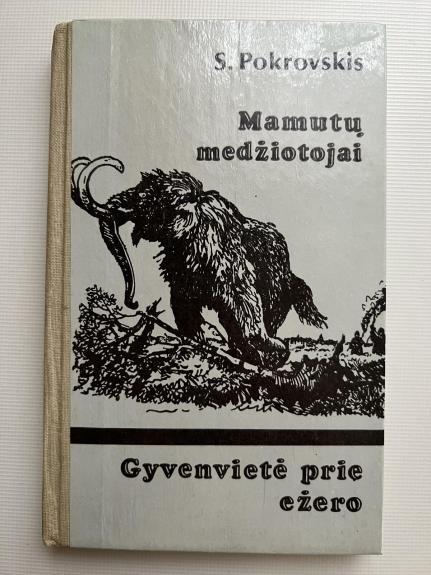 S. Pokrovskis
Mamutų
medžiotojai
Gyvenvietė prie
ežero